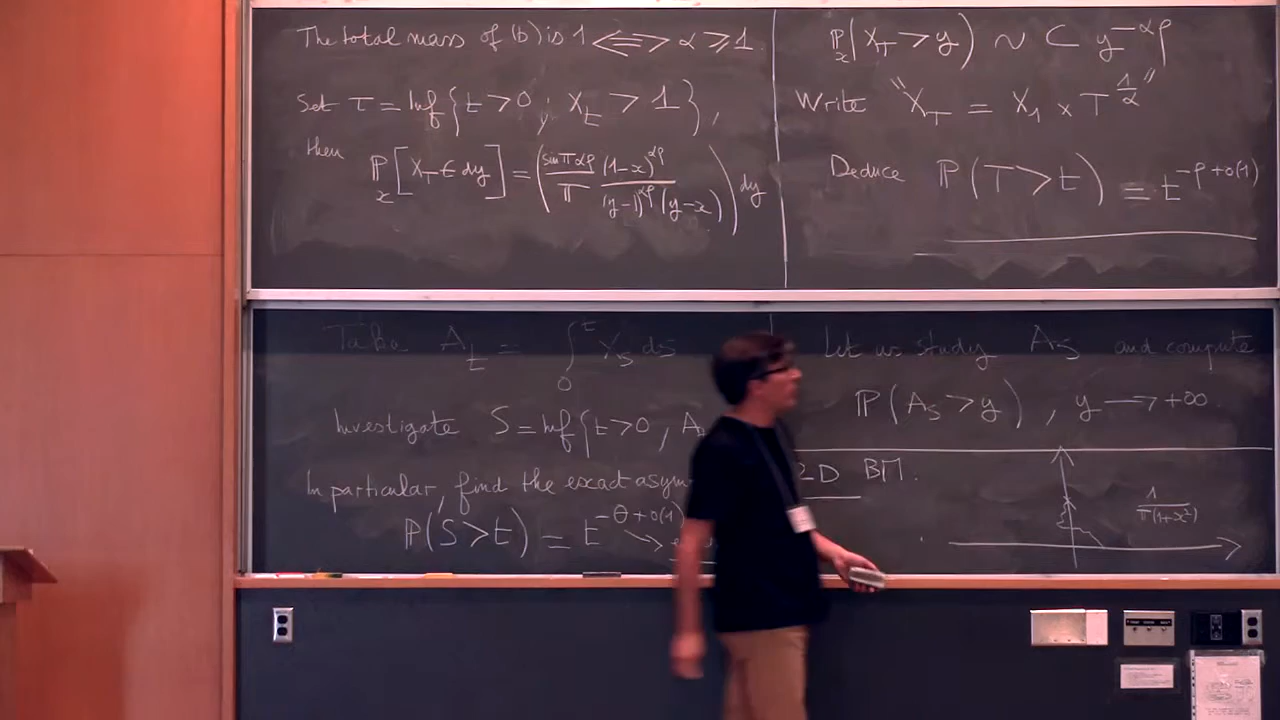 The total mass of (b) is 1 ⟺ α ≥ 1.
Set τ = Inf{t > 0 ; X_t > 1},
then P_x[X_τ ∈ dy] = ( (sin παρ / π) (1-x)^{αρ} / ((y-1)^{αρ} (y-x)) ) dy
P_x(X_T > y) ~ C y^{-αρ}
Write "X_T = X_1 × T^{1/α}"
Deduce P(T > t) = t^{-ρ + o(1)}
Take A_t = ∫_0^t X_s ds
Investigate S = Inf{t > 0, A_t
In particular, find the exact asym
P(S > t) = t^{-θ + o(1)}
Let us study A_S and compute
P(A_S > y), y → +∞.
2D BM.
1 / π(1+x²)